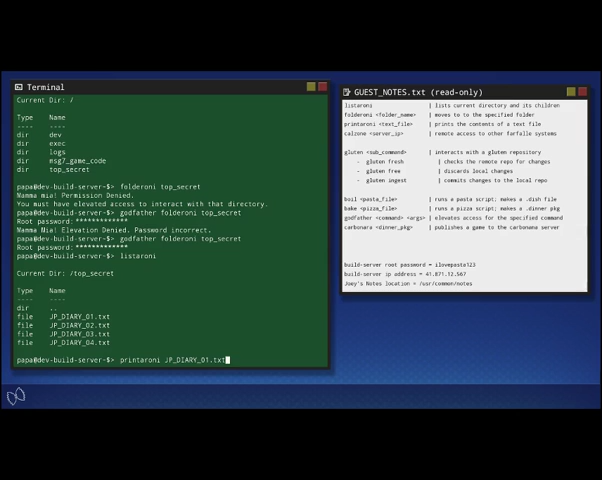 Terminal
Current Dir: /
Type Name
---- ----
dir dev
dir exec
dir logs
dir msg7_game_code
dir top_secret
papa@dev-build-server-$> folderoni top_secret
Mamma mia! Permission Denied.
You must have elevated access to interact with that directory.
papa@dev-build-server-$> godfather folderoni top_secret
Root password: *************
Mamma Mia! Elevation Denied. Password incorrect.
papa@dev-build-server-$> godfather folderoni top_secret
Root password: *************
papa@dev-build-server-$> listaroni
Current Dir: /top_secret
Type Name
---- ----
dir ..
file JP_DIARY_01.txt
file JP_DIARY_02.txt
file JP_DIARY_03.txt
file JP_DIARY_04.txt
papa@dev-build-server-$> printaroni JP_DIARY_01.txt
GUEST_NOTES.txt (read-only)
listaroni | lists current directory and its children
folderoni <folder_name> | moves to to the specified folder
printaroni <text_file> | prints the contents of a text file
calzone <server_ip> | remote access to other farfalle systems
gluten <sub_command> | interacts with a gluten repository
- gluten fresh | checks the remote repo for changes
- gluten free | discards local changes
- gluten ingest | commits changes to the local repo
boil <pasta_file> | runs a pasta script; makes a .dish file
bake <pizza_file> | runs a pizza script; makes a .dinner pkg
godfather <command> <args> | elevates access for the specified command
carbonara <dinner_pkg> | publishes a game to the carbonana server
build-server root password = ilovepasta123
build-server ip address = 41.871.12.567
Joey's Notes location = /usr/common/notes